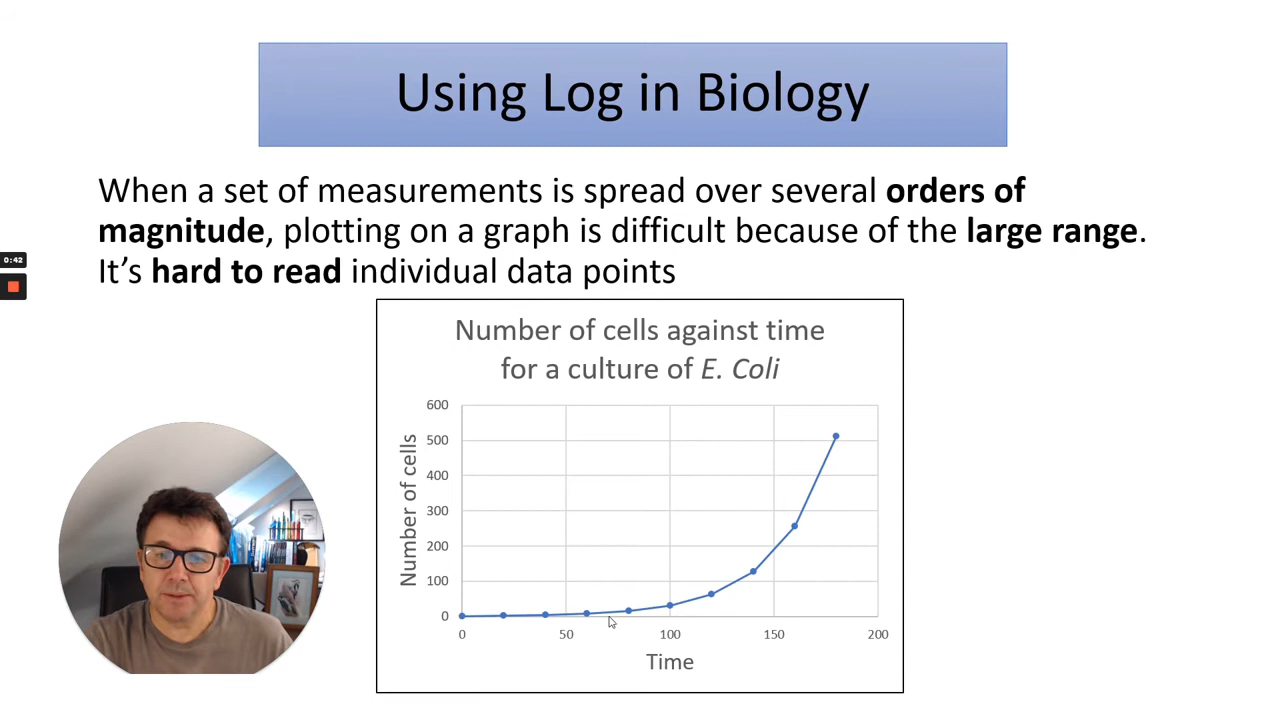 Using Log in Biology
When a set of measurements is spread over several orders of
magnitude, plotting on a graph is difficult because of the large range.
It's hard to read individual data points
0:42
Number of cells against time
for a culture of E. Coli
Number of cells
600
500
400
300
200
100
0
0 50 100 150 200
Time